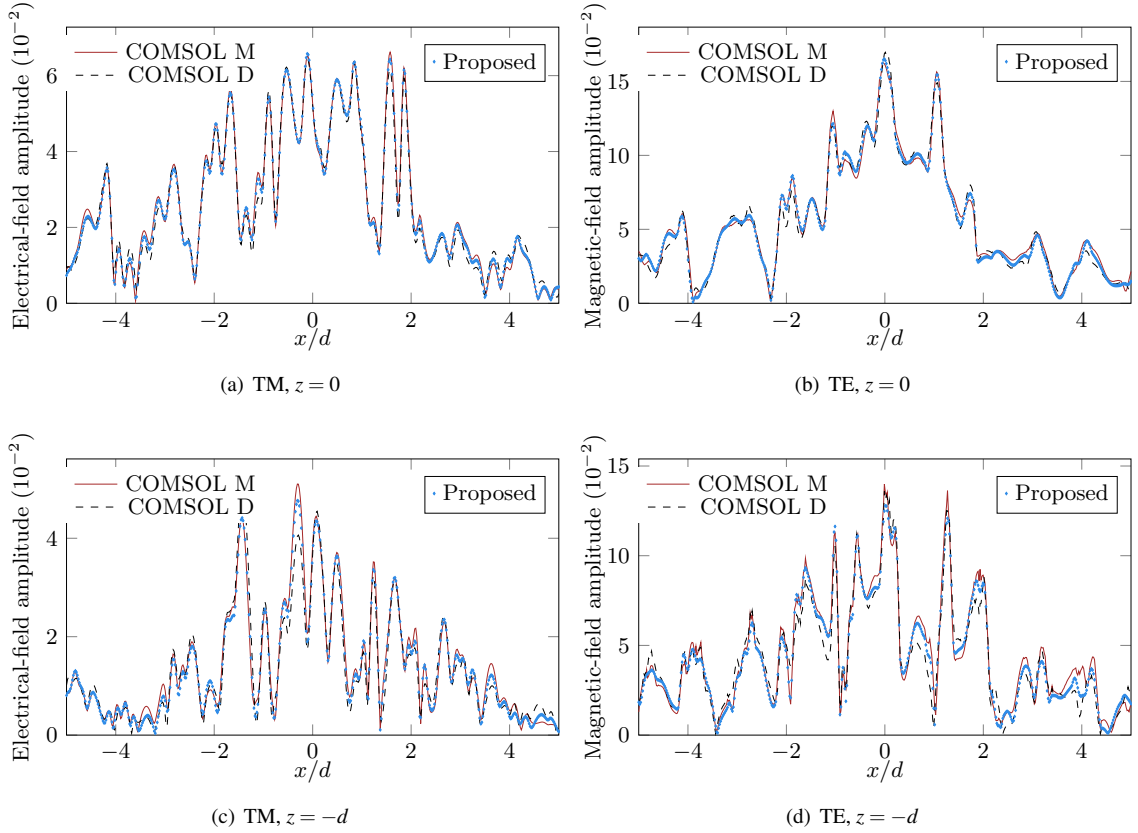 Electrical-field amplitude (10⁻²)
6
4
2
0
COMSOL M
COMSOL D
Proposed
−4 −2 0 2 4
x/d
(a) TM, z = 0
Magnetic-field amplitude (10⁻²)
15
10
5
0
COMSOL M
COMSOL D
Proposed
−4 −2 0 2 4
x/d
(b) TE, z = 0
Electrical-field amplitude (10⁻²)
4
2
0
COMSOL M
COMSOL D
Proposed
−4 −2 0 2 4
x/d
(c) TM, z = −d
Magnetic-field amplitude (10⁻²)
15
10
5
0
COMSOL M
COMSOL D
Proposed
−4 −2 0 2 4
x/d
(d) TE, z = −d